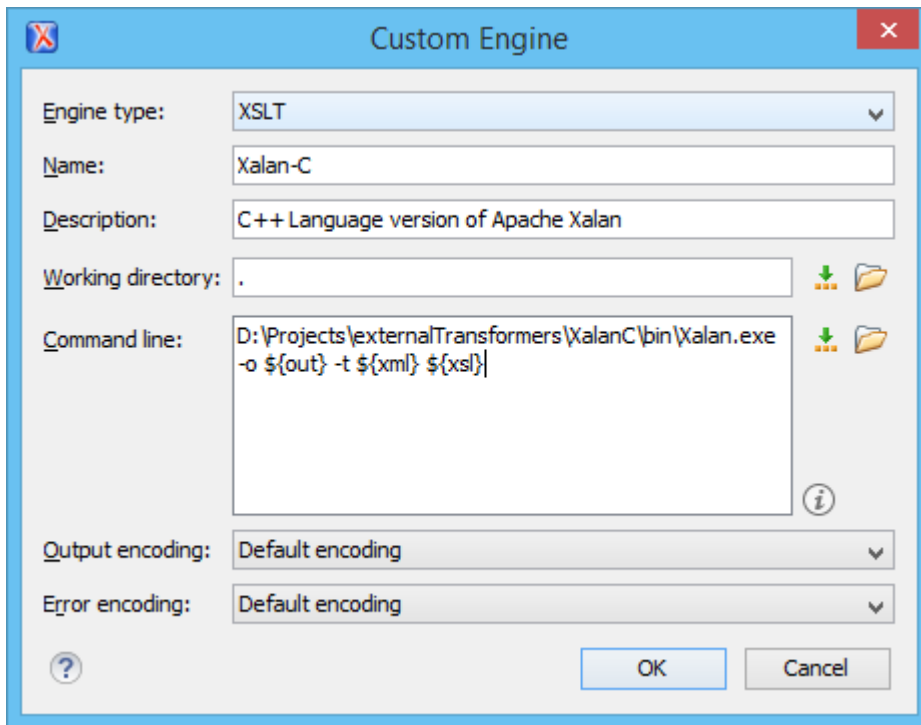 Custom Engine
Engine type: XSLT
Name: Xalan-C
Description: C++ Language version of Apache Xalan
Working directory: .
Command line: D:\Projects\externalTransformers\XalanC\bin\Xalan.exe
-o ${out} -t ${xml} ${xsl}
Output encoding: Default encoding
Error encoding: Default encoding
OK Cancel